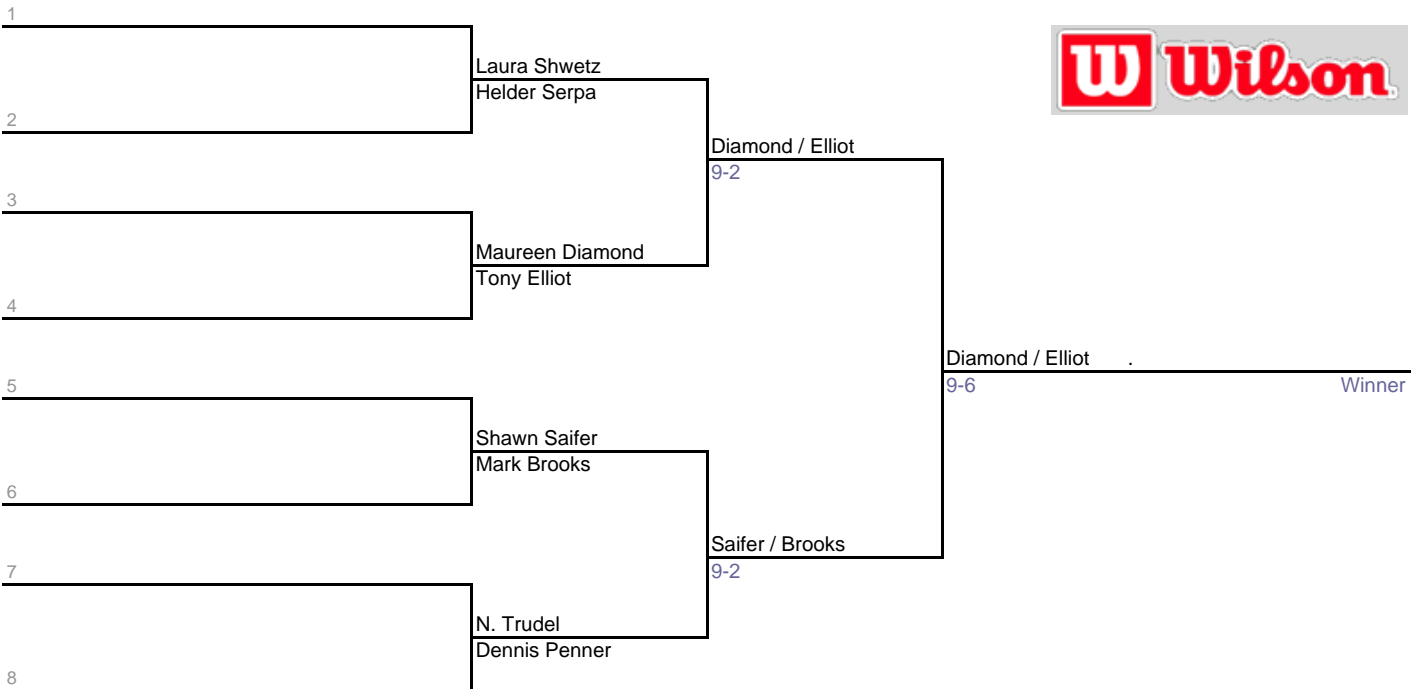 1
Laura Shwetz
Helder Serpa
2
Diamond / Elliot
9-2
3
Maureen Diamond
Tony Elliot
4
Diamond / Elliot .
9-6 Winner
5
Shawn Saifer
Mark Brooks
6
Saifer / Brooks
9-2
7
N. Trudel
Dennis Penner
8
W Wilson